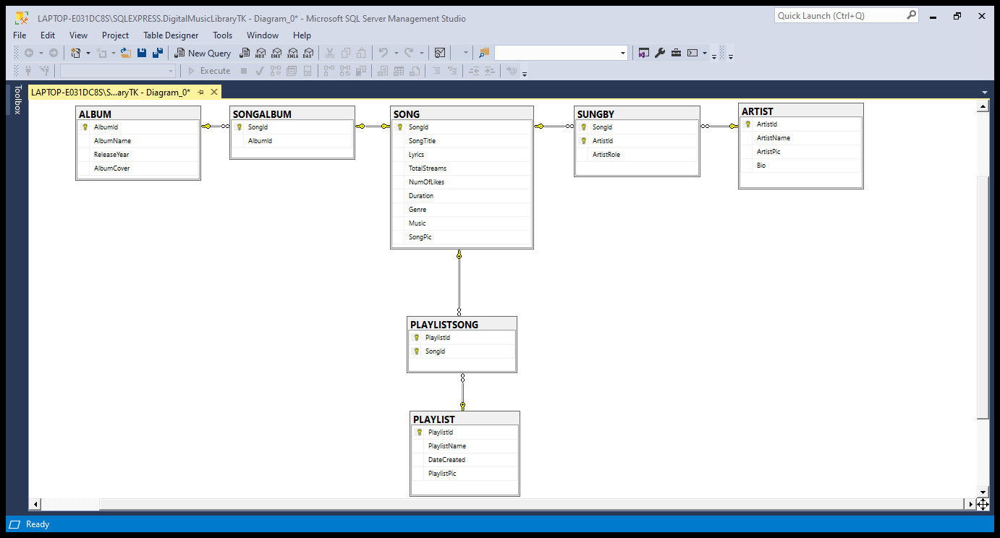 LAPTOP-E031DC8S\SQLEXPRESS.DigitalMusicLibraryTK - Diagram_0* - Microsoft SQL Server Management Studio
Quick Launch (Ctrl+Q)
File Edit View Project Table Designer Tools Window Help
New Query MDX DMX XMLA DAX
Execute
Toolbox
LAPTOP-E031DC8S\S...aryTK - Diagram_0*
ALBUM
AlbumId
AlbumName
ReleaseYear
AlbumCover
SONGALBUM
SongId
AlbumId
SONG
SongId
SongTitle
Lyrics
TotalStreams
NumOfLikes
Duration
Genre
Music
SongPic
SUNGBY
SongId
ArtistId
ArtistRole
ARTIST
ArtistId
ArtistName
ArtistPic
Bio
PLAYLISTSONG
PlaylistId
SongId
PLAYLIST
PlaylistId
PlaylistName
DateCreated
PlaylistPic
Ready